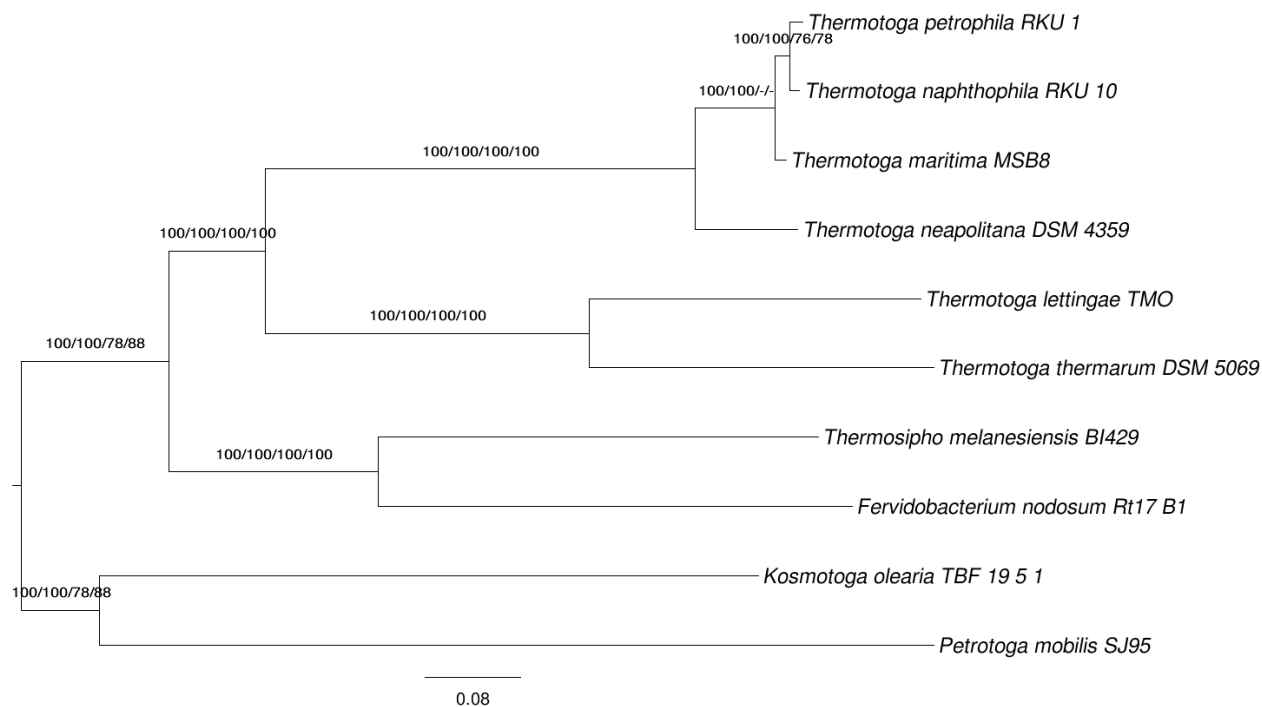 Thermotoga petrophila RKU 1
100/100/76/78
100/100/-/-
Thermotoga naphthophila RKU 10
100/100/100/100
Thermotoga maritima MSB8
100/100/100/100
Thermotoga neapolitana DSM 4359
Thermotoga lettingae TMO
100/100/100/100
100/100/78/88
Thermotoga thermarum DSM 5069
Thermosipho melanesiensis BI429
100/100/100/100
Fervidobacterium nodosum Rt17 B1
Kosmotoga olearia TBF 19 5 1
100/100/78/88
Petrotoga mobilis SJ95
0.08